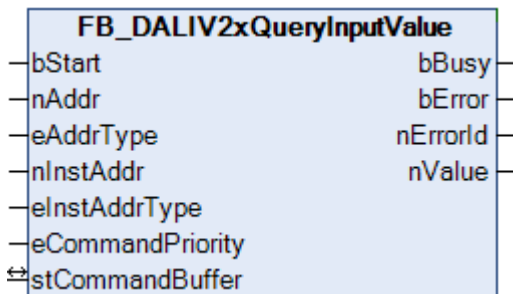 FB_DALIV2xQueryInputValue
bStart bBusy
nAddr bError
eAddrType nErrorId
nInstAddr nValue
eInstAddrType
eCommandPriority
stCommandBuffer